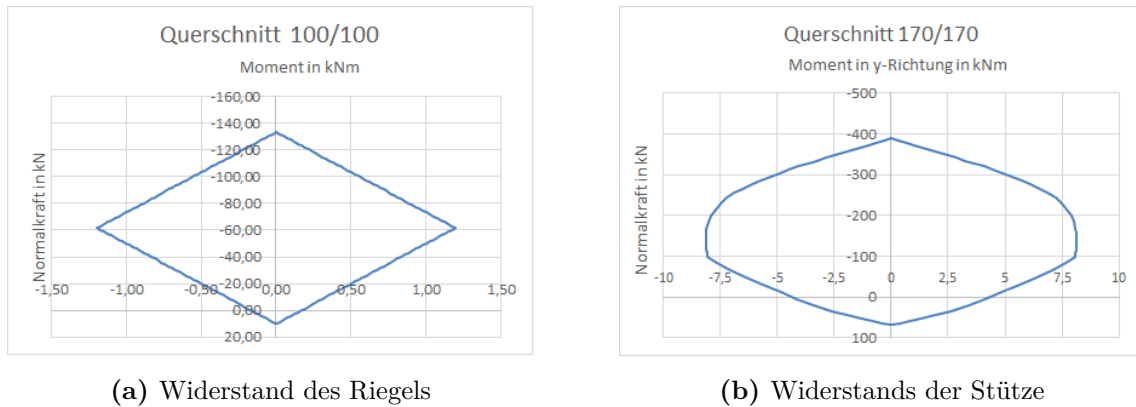 Querschnitt 100/100
Moment in kNm
Normalkraft in kN
-160,00
-140,00
-120,00
-100,00
-80,00
-60,00
-40,00
-20,00
-1,50 -1,00 -0,50 0,00 0,50 1,00 1,50
0,00
20,00
(a) Widerstand des Riegels
Querschnitt 170/170
Moment in y-Richtung in kNm
Normalkraft in kN
-500
-400
-300
-200
-100
-10 -7,5 -5 -2,5 0 2,5 5 7,5 10
0
100
(b) Widerstands der Stütze